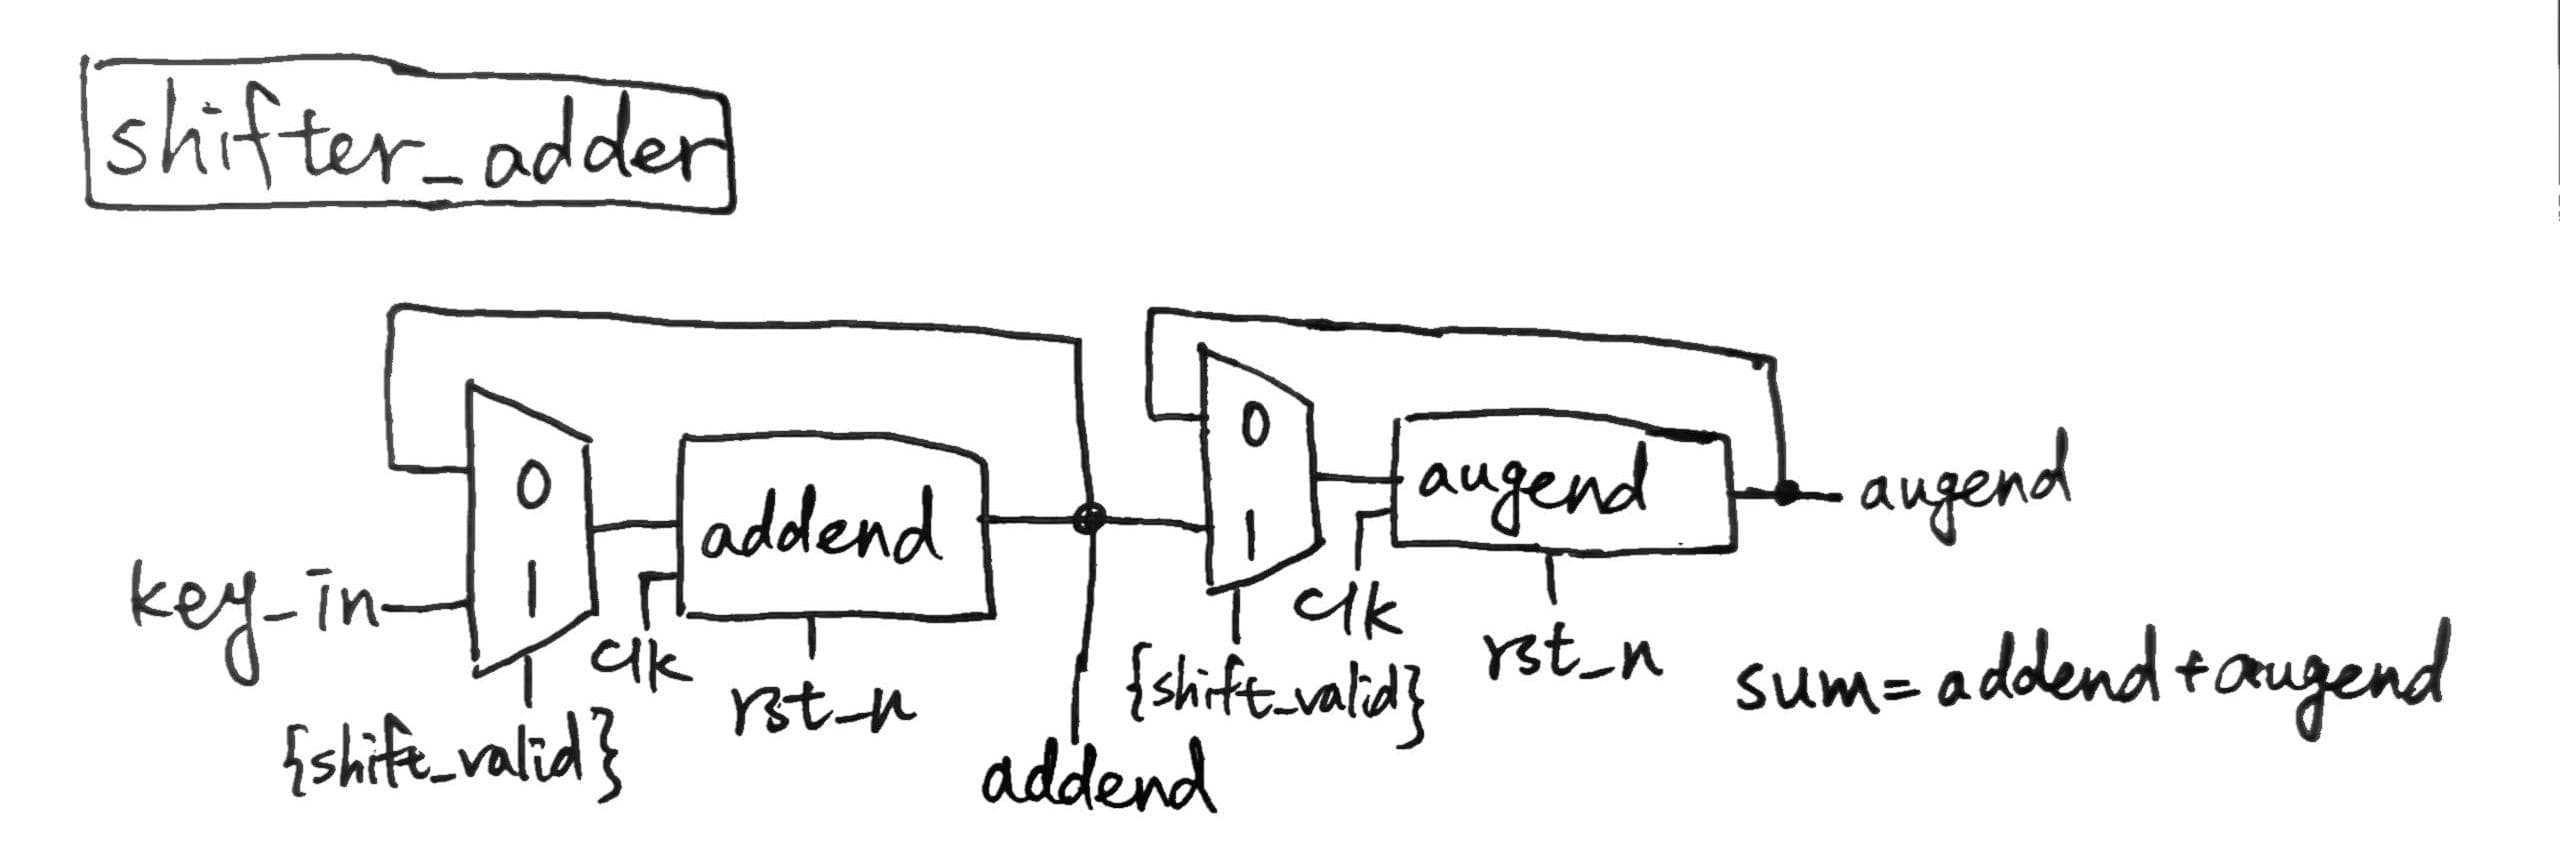 shifter_adder
0
0
augend
augend
addend
1
1
key_in
clk
clk
rst_n
rst_n
{shift_valid}
sum=addend+augend
{shift_valid}
addend